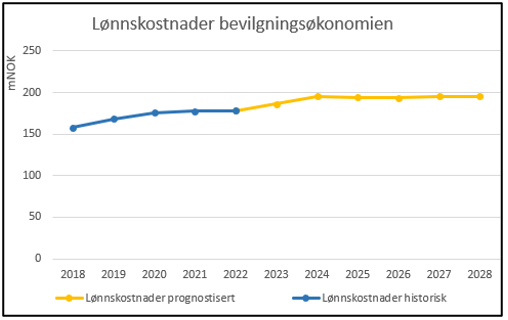 Lønnskostnader bevilgningsøkonomien
mNOK
250
200
150
100
50
0
2018 2019 2020 2021 2022 2023 2024 2025 2026 2027 2028
Lønnskostnader prognostisert Lønnskostnader historisk